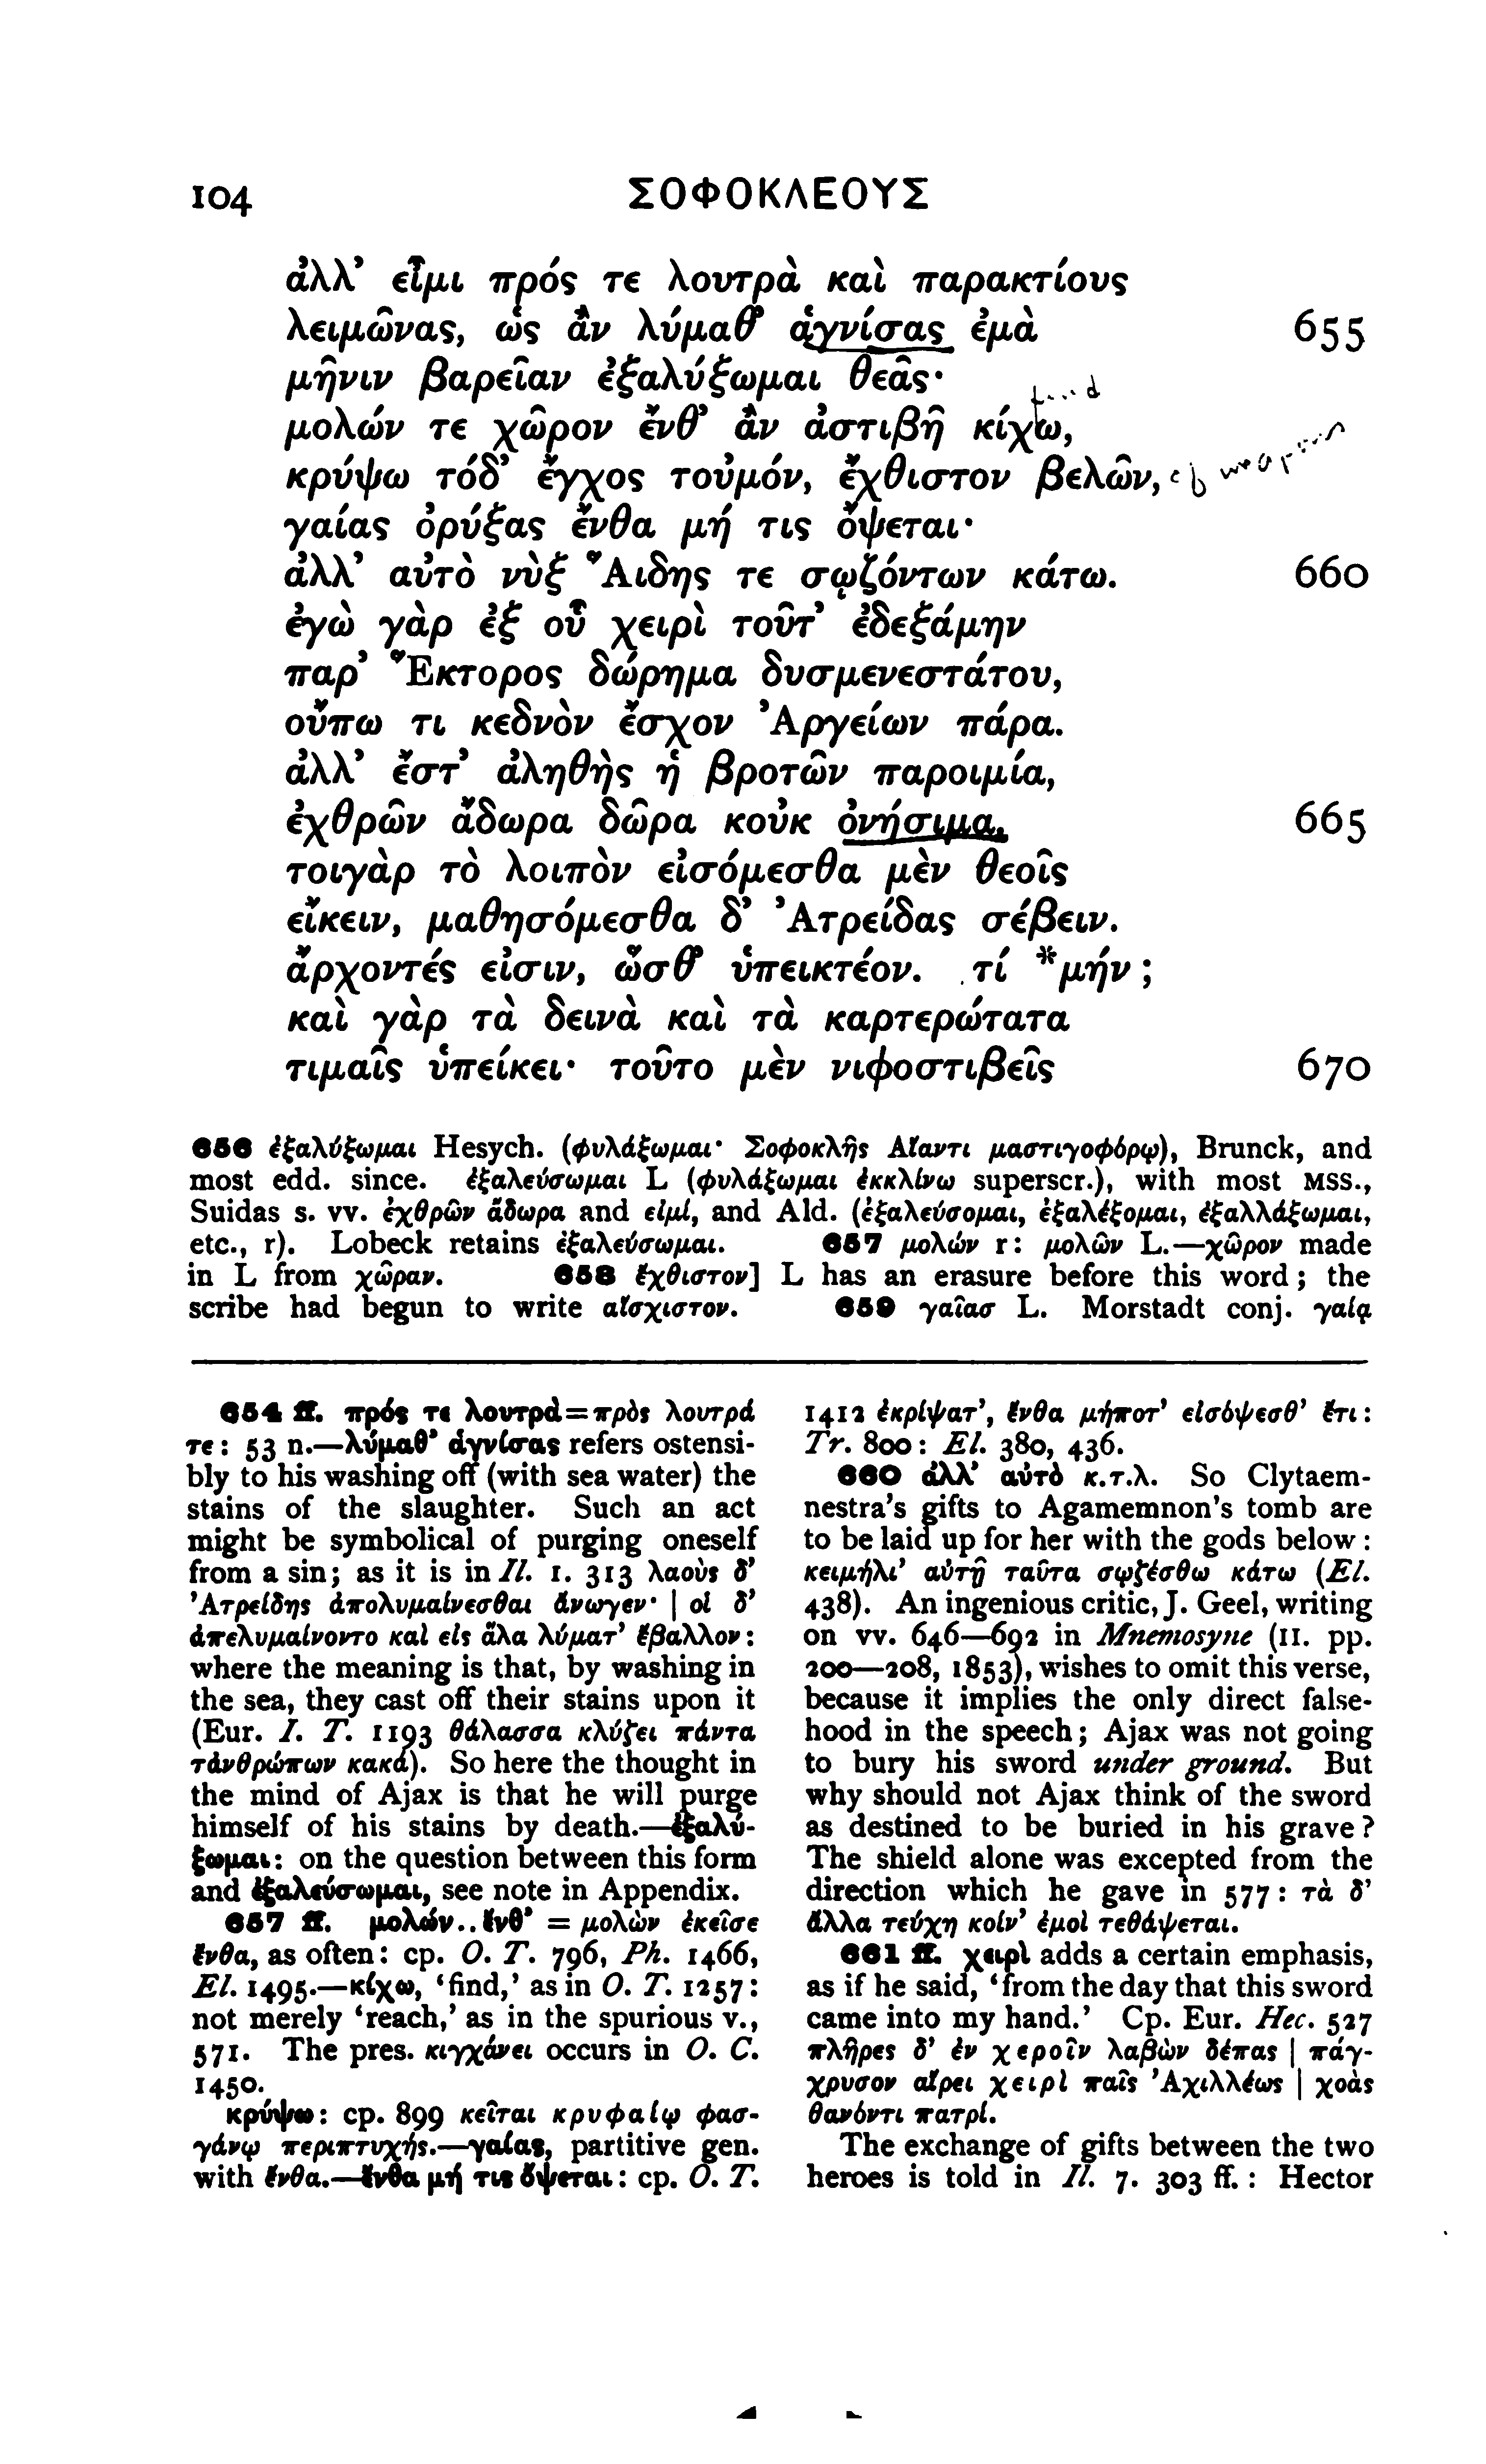 104 ΣΟΦΟΚΛΕΟΥΣ
ἀλλ’ εἶμι πρός τε λουτρὰ καὶ παρακτίους
λειμῶνας, ὡς ἂν λύμαθ’ ἁγνίσας ἐμὰ 655
μῆνιν βαρεῖαν ἐξαλύξωμαι θεᾶς·
μολών τε χῶρον ἔνθ’ ἂν ἀστιβῆ κίχω,
κρύψω τόδ’ ἔγχος τοὐμόν, ἔχθιστον βελῶν,
γαίας ὀρύξας ἔνθα μή τις ὄψεται·
ἀλλ’ αὐτὸ νὺξ Ἅιδης τε σῳζόντων κάτω. 660
ἐγὼ γὰρ ἐξ οὗ χειρὶ τοῦτ’ ἐδεξάμην
παρ’ Ἕκτορος δώρημα δυσμενεστάτου,
οὔπω τι κεδνὸν ἔσχον Ἀργείων πάρα.
ἀλλ’ ἔστ’ ἀληθὴς ἡ βροτῶν παροιμία,
ἐχθρῶν ἄδωρα δῶρα κοὐκ ὀνήσιμα. 665
τοιγὰρ τὸ λοιπὸν εἰσόμεσθα μὲν θεοῖς
εἴκειν, μαθησόμεσθα δ’ Ἀτρείδας σέβειν.
ἄρχοντές εἰσιν, ὥσθ’ ὑπεικτέον. τί *μήν;
καὶ γὰρ τὰ δεινὰ καὶ τὰ καρτερώτατα
τιμαῖς ὑπείκει· τοῦτο μὲν νιφοστιβεῖς 670
656 ἐξαλύξωμαι Hesych. (φυλάξωμαι· Σοφοκλῆς Αἴαντι μαστιγοφόρῳ), Brunck, and
most edd. since. ἐξαλεύσωμαι L (φυλάξωμαι ἐκκλίνω superscr.), with most MSS.,
Suidas s. vv. ἐχθρῶν ἄδωρα and εἰμί, and Ald. (ἐξαλεύσομαι, ἐξαλέξομαι, ἐξαλλάξωμαι,
etc., r). Lobeck retains ἐξαλεύσωμαι. 657 μολών r: μολῶν L.—χῶρον made
in L from χῶραν. 658 ἔχθιστον] L has an erasure before this word; the
scribe had begun to write αἴσχιστον. 659 γαῖασ L. Morstadt conj. γαίᾳ
654 ff. πρός τε λουτρά=πρὸς λουτρά
τε: 53 n.—λύμαθ’ ἁγνίσας refers ostensi-
bly to his washing off (with sea water) the
stains of the slaughter. Such an act
might be symbolical of purging oneself
from a sin; as it is in Il. 1. 313 λαοὺς δ’
Ἀτρείδης ἀπολυμαίνεσθαι ἄνωγεν· | οἱ δ’
ἀπελυμαίνοντο καὶ εἰς ἅλα λύματ’ ἔβαλλον:
where the meaning is that, by washing in
the sea, they cast off their stains upon it
(Eur. I. T. 1193 θάλασσα κλύζει πάντα
τἀνθρώπων κακά). So here the thought in
the mind of Ajax is that he will purge
himself of his stains by death.—ἐξαλύ-
ξωμαι: on the question between this form
and ἐξαλεύσωμαι, see note in Appendix.
657 ff. μολών..ἔνθ’ = μολὼν ἐκεῖσε
ἔνθα, as often: cp. O. T. 796, Ph. 1466,
El. 1495.—κίχω, ‘find,’ as in O. T. 1257:
not merely ‘reach,’ as in the spurious v.,
571. The pres. κιγχάνει occurs in O. C.
1450.
κρύψω: cp. 899 κεῖται κρυφαίῳ φασ-
γάνῳ περιπτυχής.—γαίας, partitive gen.
with ἔνθα.—ἔνθα μή τις ὄψεται: cp. O. T.
1412 ἐκρίψατ’, ἔνθα μήποτ’ εἰσόψεσθ’ ἔτι:
Tr. 800: El. 380, 436.
660 ἀλλ’ αὐτὸ κ.τ.λ. So Clytaem-
nestra’s gifts to Agamemnon’s tomb are
to be laid up for her with the gods below:
κειμήλι’ αὐτῇ ταῦτα σῳζέσθω κάτω (El.
438). An ingenious critic, J. Geel, writing
on vv. 646—692 in Mnemosyne (II. pp.
200—208, 1853), wishes to omit this verse,
because it implies the only direct false-
hood in the speech; Ajax was not going
to bury his sword under ground. But
why should not Ajax think of the sword
as destined to be buried in his grave?
The shield alone was excepted from the
direction which he gave in 577: τὰ δ’
ἄλλα τεύχη κοίν’ ἐμοὶ τεθάψεται.
661 ff. χειρὶ adds a certain emphasis,
as if he said, ‘from the day that this sword
came into my hand.’ Cp. Eur. Hec. 527
πλῆρες δ’ ἐν χεροῖν λαβὼν δέπας | πάγ-
χρυσον αἴρει χειρὶ παῖς Ἀχιλλέως | χοὰς
θανόντι πατρί.
The exchange of gifts between the two
heroes is told in Il. 7. 303 ff.: Hector